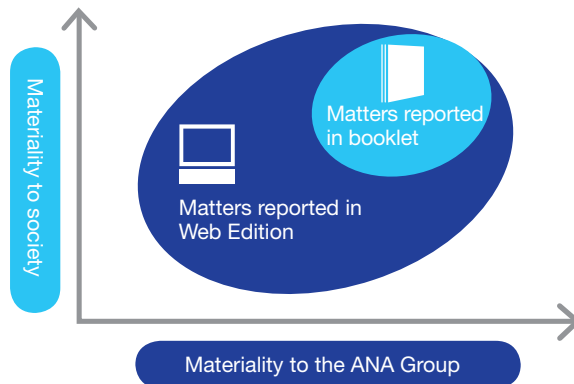 Materiality to society
Matters reported
in booklet
Matters reported in
Web Edition
Materiality to the ANA Group